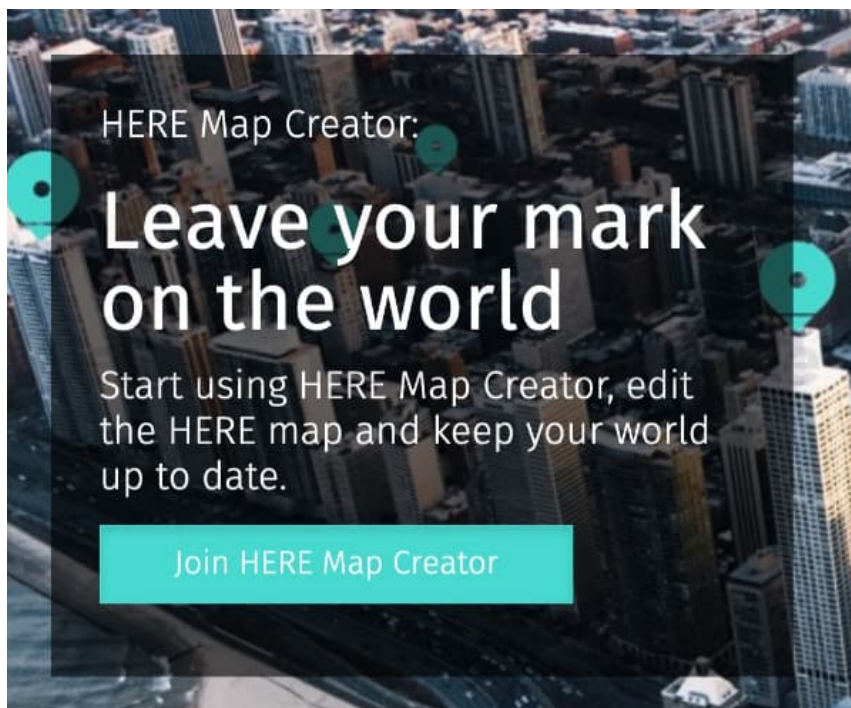 HERE Map Creator:
Leave your mark
on the world
Start using HERE Map Creator, edit
the HERE map and keep your world
up to date.
Join HERE Map Creator